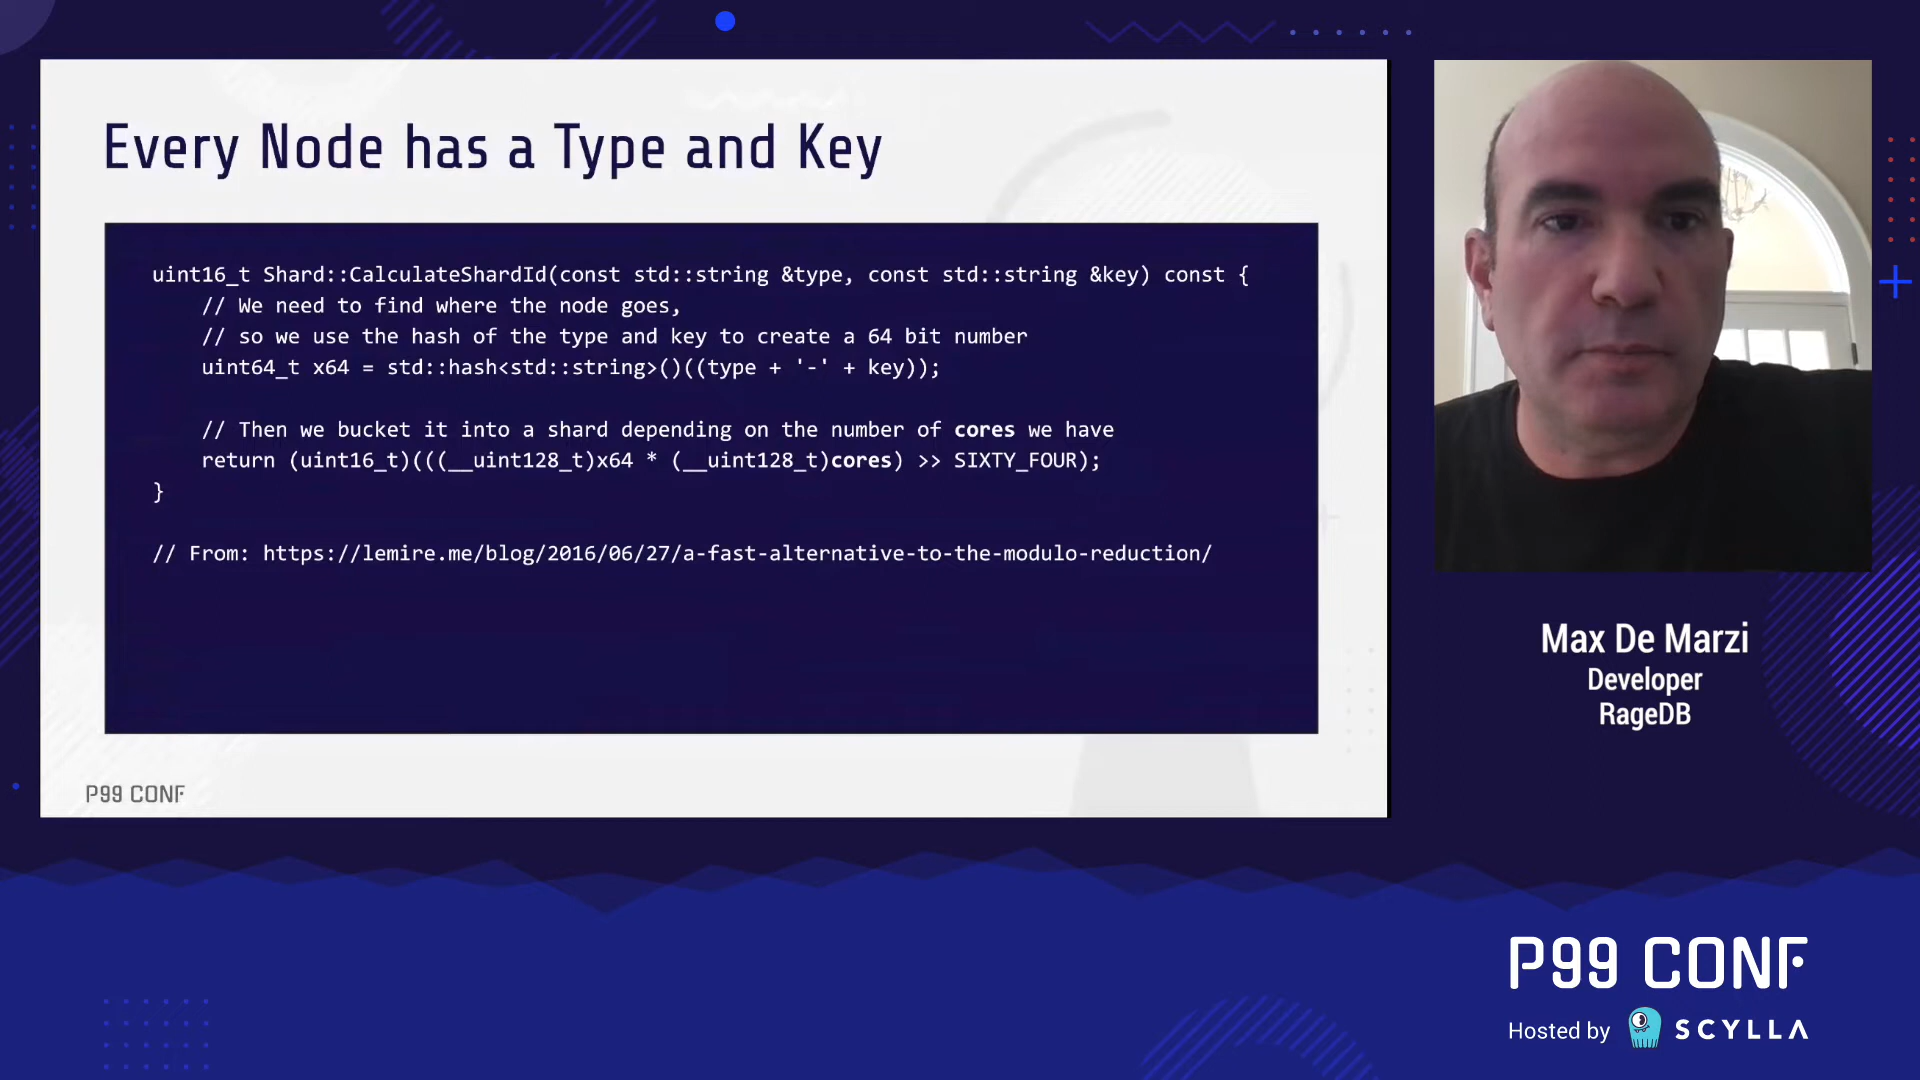 Every Node has a Type and Key
uint16_t Shard::CalculateShardId(const std::string &type, const std::string &key) const {
// We need to find where the node goes,
// so we use the hash of the type and key to create a 64 bit number
uint64_t x64 = std::hash<std::string>()((type + '-' + key));
// Then we bucket it into a shard depending on the number of cores we have
return (uint16_t)(((__uint128_t)x64 * (__uint128_t)cores) >> SIXTY_FOUR);
}
// From: https://lemire.me/blog/2016/06/27/a-fast-alternative-to-the-modulo-reduction/
P99 CONF
Max De Marzi
Developer
RageDB
P99 CONF
Hosted by SCYLLA